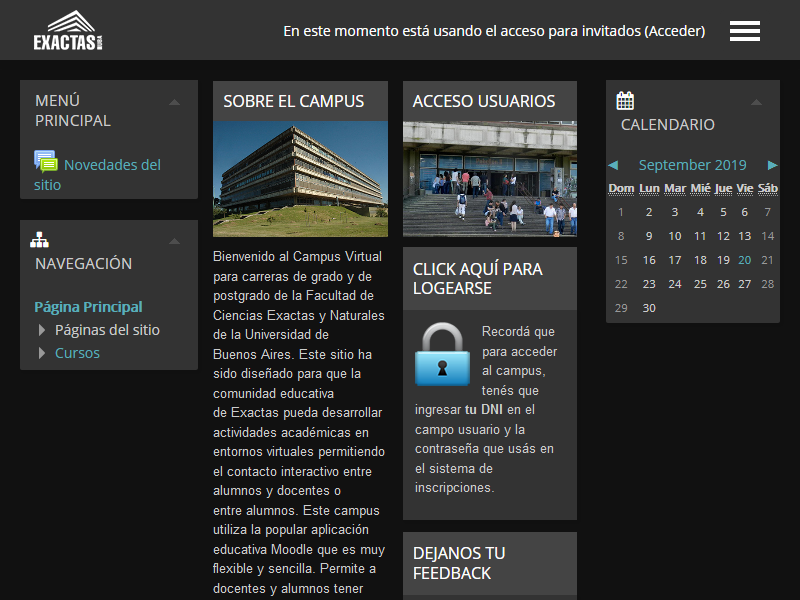 EXACTAS UBA
En este momento está usando el acceso para invitados (Acceder)
MENÚ
PRINCIPAL
Novedades del
sitio
NAVEGACIÓN
Página Principal
Páginas del sitio
Cursos
SOBRE EL CAMPUS
Bienvenido al Campus Virtual
para carreras de grado y de
postgrado de la Facultad de
Ciencias Exactas y Naturales
de la Universidad de
Buenos Aires. Este sitio ha
sido diseñado para que la
comunidad educativa
de Exactas pueda desarrollar
actividades académicas en
entornos virtuales permitiendo
el contacto interactivo entre
alumnos y docentes o
entre alumnos. Este campus
utiliza la popular aplicación
educativa Moodle que es muy
flexible y sencilla. Permite a
docentes y alumnos tener
ACCESO USUARIOS
CLICK AQUÍ PARA
LOGEARSE
Recordá que
para acceder
al campus,
tenés que
ingresar tu DNI en el
campo usuario y la
contraseña que usás en
el sistema de
inscripciones.
DEJANOS TU
FEEDBACK
CALENDARIO
◀ September 2019 ▶
Dom Lun Mar Mié Jue Vie Sáb
1 2 3 4 5 6 7
8 9 10 11 12 13 14
15 16 17 18 19 20 21
22 23 24 25 26 27 28
29 30